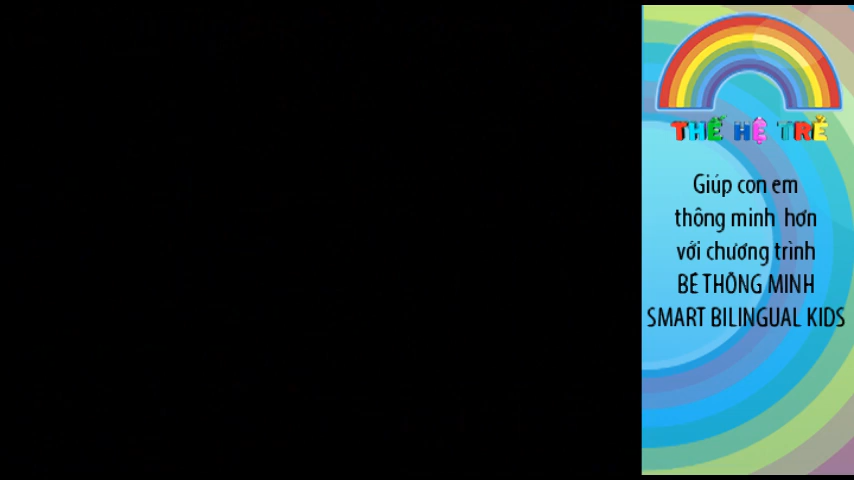 THẾ HỆ TRẺ
Giúp con em
thông minh hơn
với chương trình
BÉ THÔNG MINH
SMART BILINGUAL KIDS